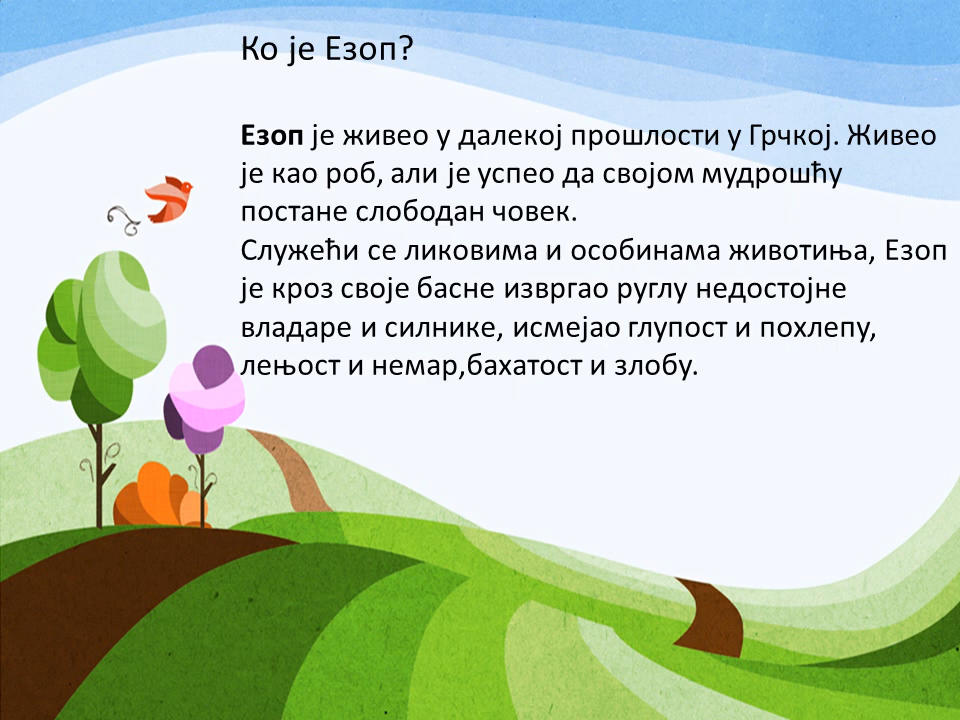 Ко је Езоп?
Езоп је живео у далекој прошлости у Грчкој. Живео
је као роб, али је успео да својом мудрошћу
постане слободан човек.
Служећи се ликовима и особинама животиња, Езоп
је кроз своје басне извргао руглу недостојне
владаре и силнике, исмејао глупост и похлепу,
лењост и немар,бахатост и злобу.